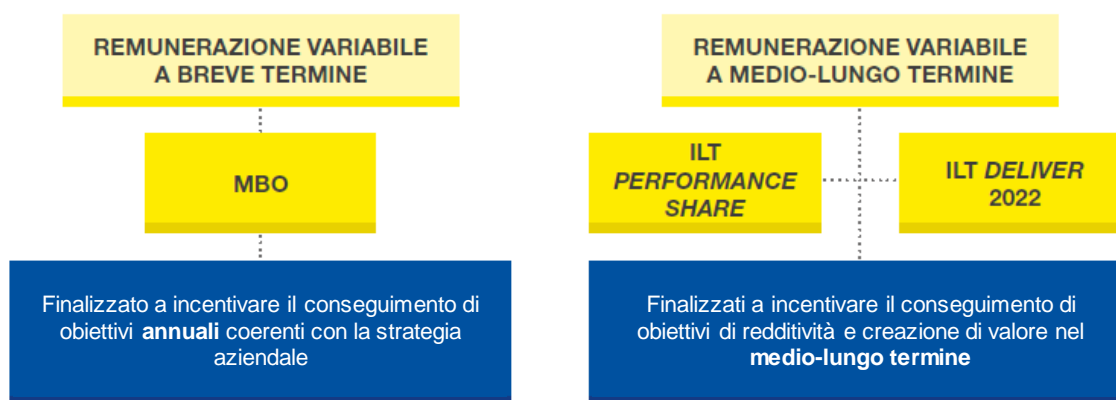 REMUNERAZIONE VARIABILE
A BREVE TERMINE
MBO
Finalizzato a incentivare il conseguimento di
obiettivi annuali coerenti con la strategia
aziendale
REMUNERAZIONE VARIABILE
A MEDIO-LUNGO TERMINE
ILT
PERFORMANCE
SHARE
ILT DELIVER
2022
Finalizzati a incentivare il conseguimento di
obiettivi di redditività e creazione di valore nel
medio-lungo termine